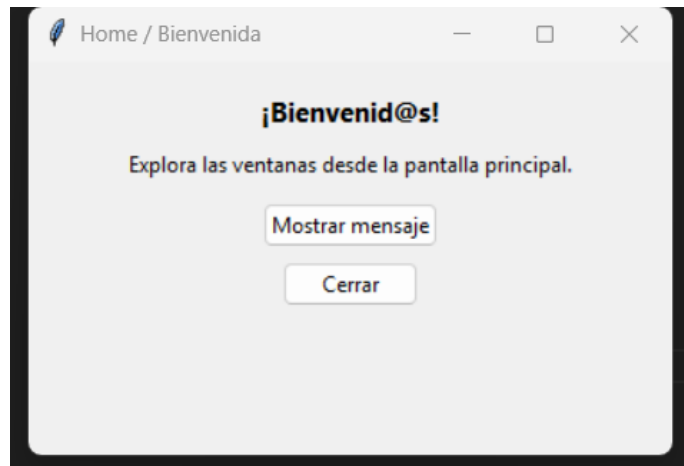 Home / Bienvenida
¡Bienvenid@s!
Explora las ventanas desde la pantalla principal.
Mostrar mensaje
Cerrar